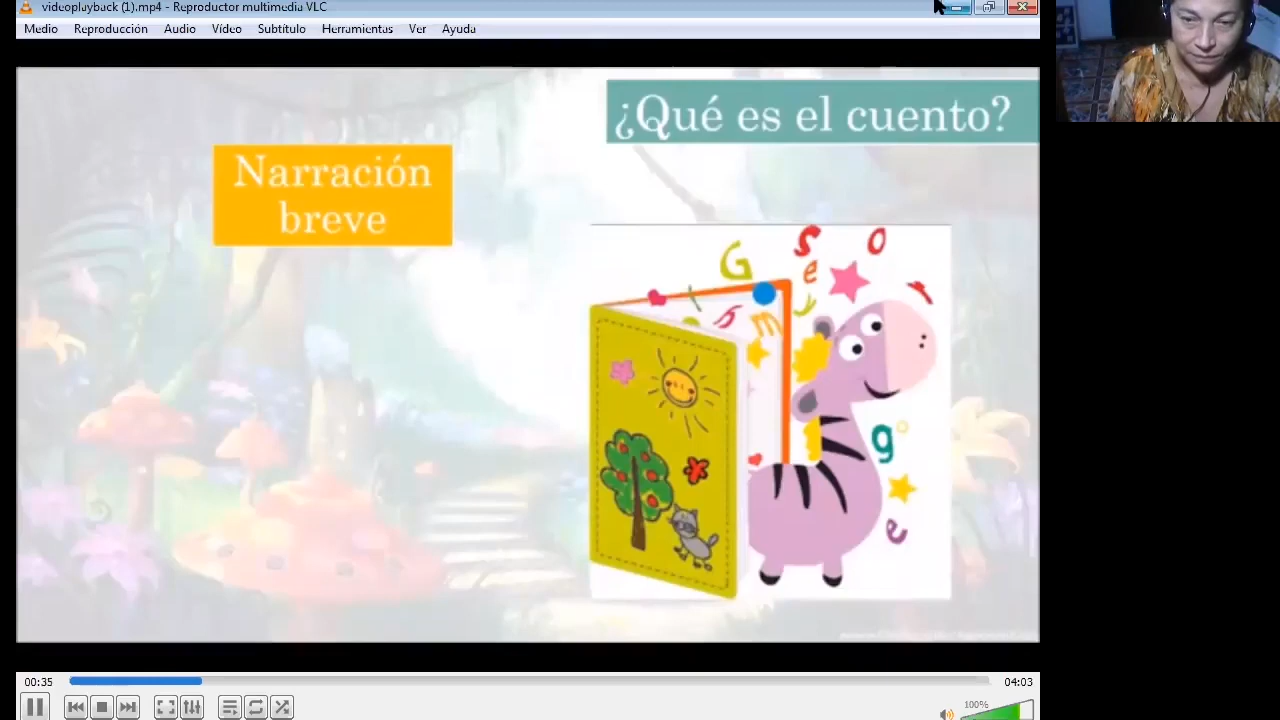 videopluyback (1).mp4 - Reproductor multimedia VLC
Medio Reproducción Audio Vídeo Subtítulo Herramientas Ver Ayuda
¿Qué es el cuento?
Narración
breve
G S o
e
g
e
00:35
04:03
100%